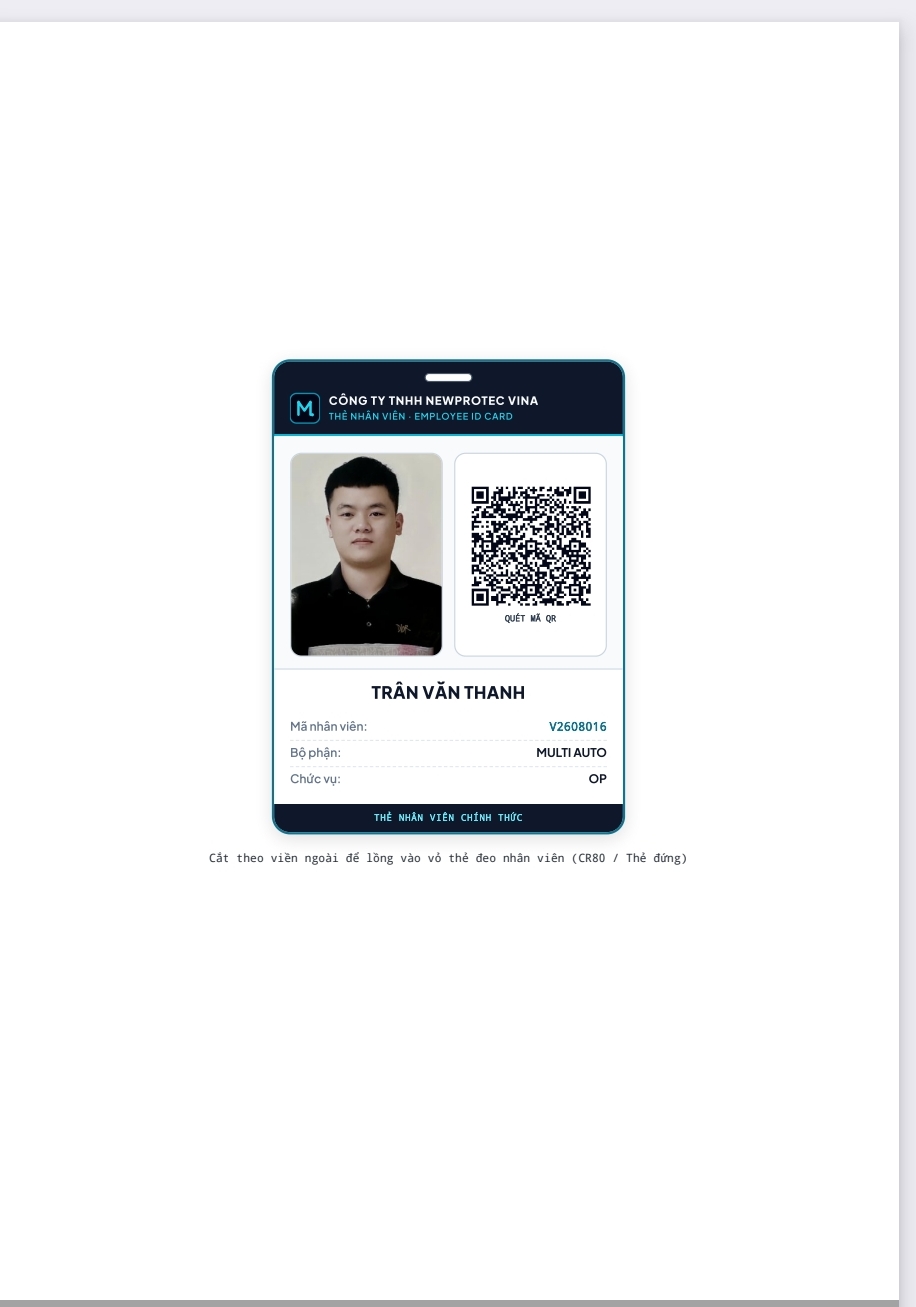 CÔNG TY TNHH NEWPROTEC VINA
THẺ NHÂN VIÊN · EMPLOYEE ID CARD
QUÉT MÃ QR
TRẦN VĂN THANH
Mã nhân viên: V2608016
Bộ phận: MULTI AUTO
Chức vụ: OP
THẺ NHÂN VIÊN CHÍNH THỨC
Cắt theo viền ngoài để lồng vào vỏ thẻ đeo nhân viên (CR80 / Thẻ đứng)